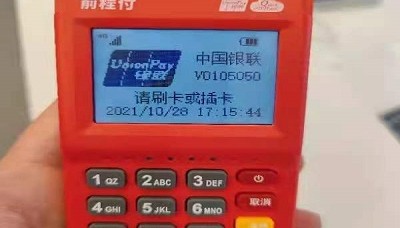 前程付
4G
UnionPay 中国银联
银联 V0105050
请刷卡或插卡
2021/10/28 17:15:44
1 QZ 2 ABC 3 DEF
4 GHI 5 JKL 6 MNO 取消